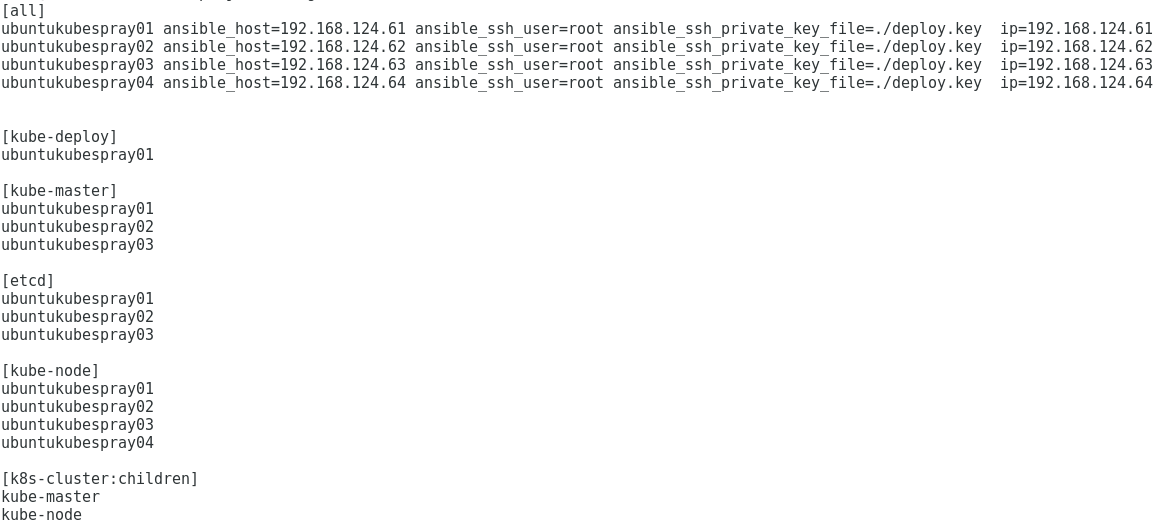 [all]
ubuntukubespray01 ansible_host=192.168.124.61 ansible_ssh_user=root ansible_ssh_private_key_file=./deploy.key  ip=192.168.124.61
ubuntukubespray02 ansible_host=192.168.124.62 ansible_ssh_user=root ansible_ssh_private_key_file=./deploy.key  ip=192.168.124.62
ubuntukubespray03 ansible_host=192.168.124.63 ansible_ssh_user=root ansible_ssh_private_key_file=./deploy.key  ip=192.168.124.63
ubuntukubespray04 ansible_host=192.168.124.64 ansible_ssh_user=root ansible_ssh_private_key_file=./deploy.key  ip=192.168.124.64
[kube-deploy]
ubuntukubespray01
[kube-master]
ubuntukubespray01
ubuntukubespray02
ubuntukubespray03
[etcd]
ubuntukubespray01
ubuntukubespray02
ubuntukubespray03
[kube-node]
ubuntukubespray01
ubuntukubespray02
ubuntukubespray03
ubuntukubespray04
[k8s-cluster:children]
kube-master
kube-node